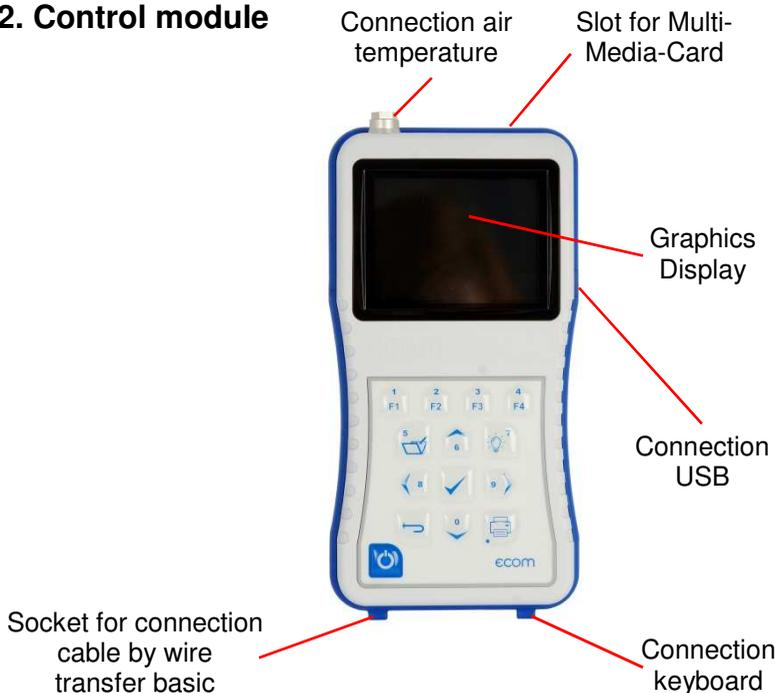 2. Control module
Connection air
temperature
Slot for Multi-
Media-Card
Graphics
Display
Connection
USB
1
F1
2
F2
3
F3
4
F4
5
6
7
8
9
0
ecom
Socket for connection
cable by wire
transfer basic
Connection
keyboard